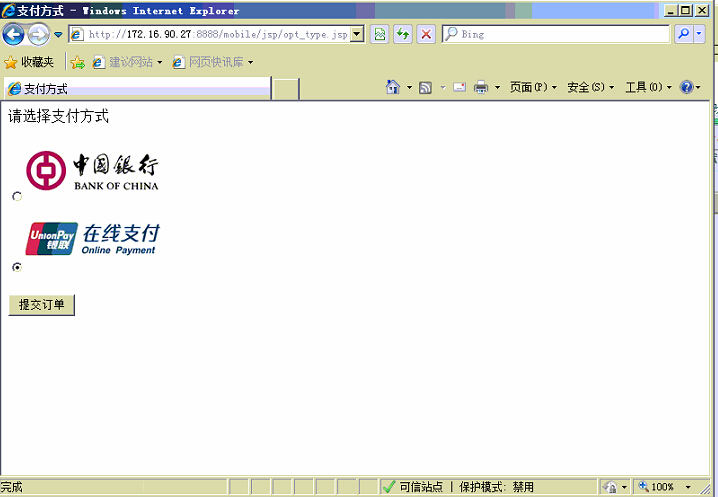 支付方式 - Windows Internet Explorer
http://172.16.90.27:8888/mobile/jsp/opt_type.jsp
Bing
收藏夹
建议网站
网页快讯库
支付方式
页面(P)
安全(S)
工具(O)
请选择支付方式
中国银行
BANK OF CHINA
UnionPay
银联
在线支付
Online Payment
提交订单
完成
可信站点 | 保护模式: 禁用
100%